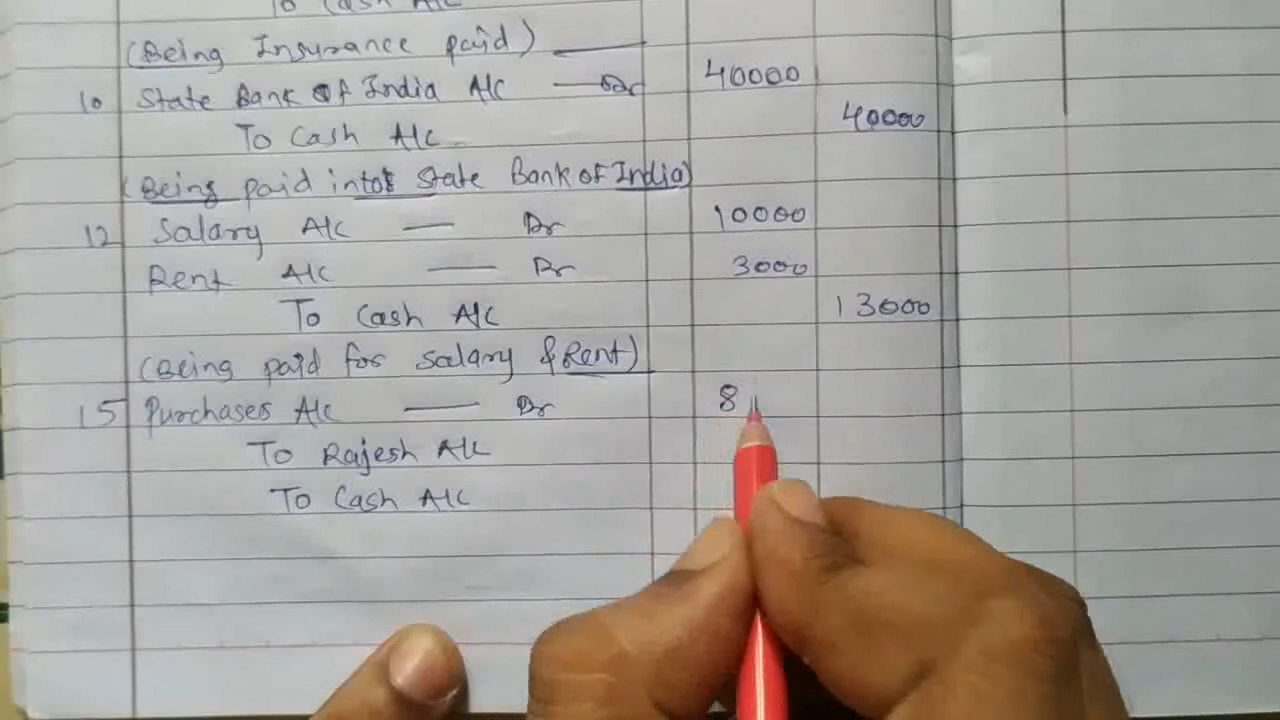 To Cash A/c
(Being Insurance paid)
10 State Bank of India A/c — Dr 40000
To Cash A/c 40000
(Being paid into State Bank of India)
12 Salary A/c — Dr 10000
Rent A/c — Dr 3000
To Cash A/c 13000
(Being paid for Salary & Rent)
15 Purchases A/c — Dr 8
To Rajesh A/c
To Cash A/c